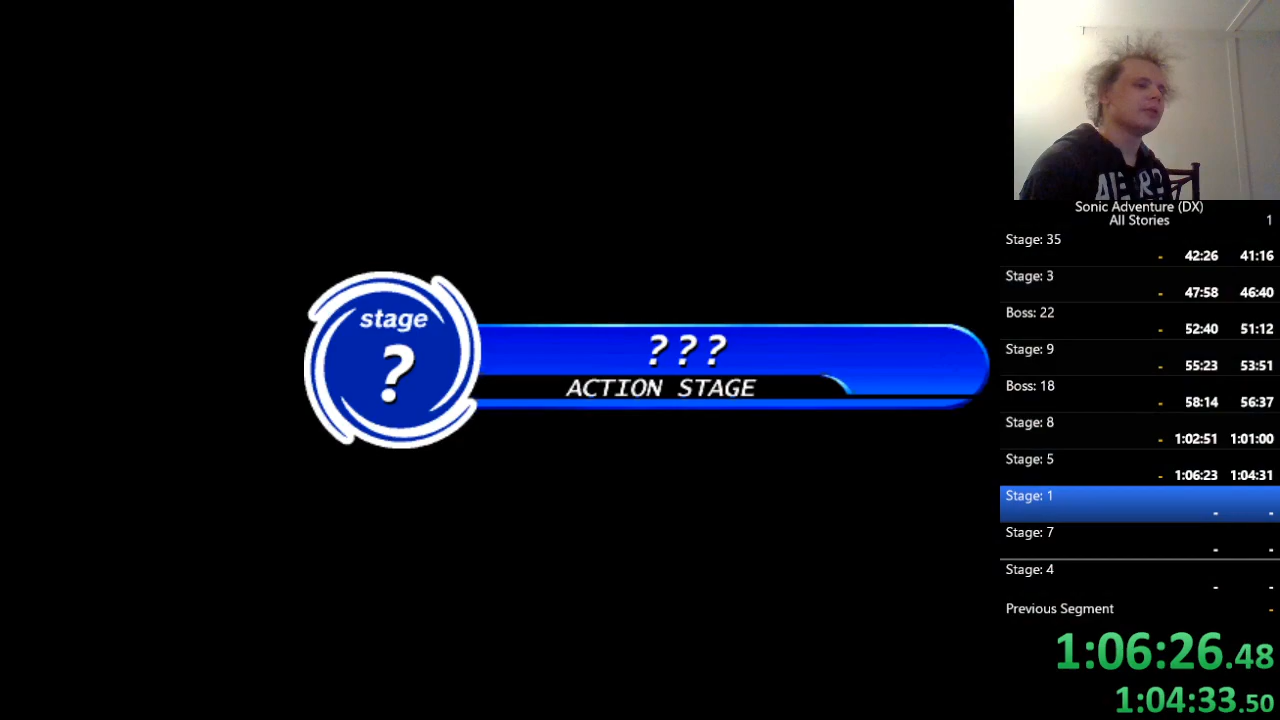 stage
?
???
ACTION STAGE
Sonic Adventure (DX)
All Stories 1
Stage: 35
- 42:26 41:16
Stage: 3
- 47:58 46:40
Boss: 22
- 52:40 51:12
Stage: 9
- 55:23 53:51
Boss: 18
- 58:14 56:37
Stage: 8
- 1:02:51 1:01:00
Stage: 5
- 1:06:23 1:04:31
Stage: 1
- -
Stage: 7
- -
Stage: 4
- -
Previous Segment -
1:06:26.48
1:04:33.50